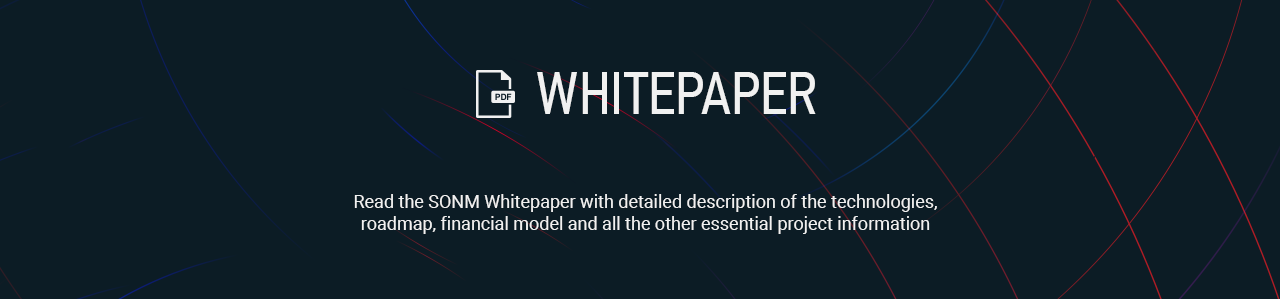 PDF
WHITEPAPER
Read the SONM Whitepaper with detailed description of the technologies,
roadmap, financial model and all the other essential project information